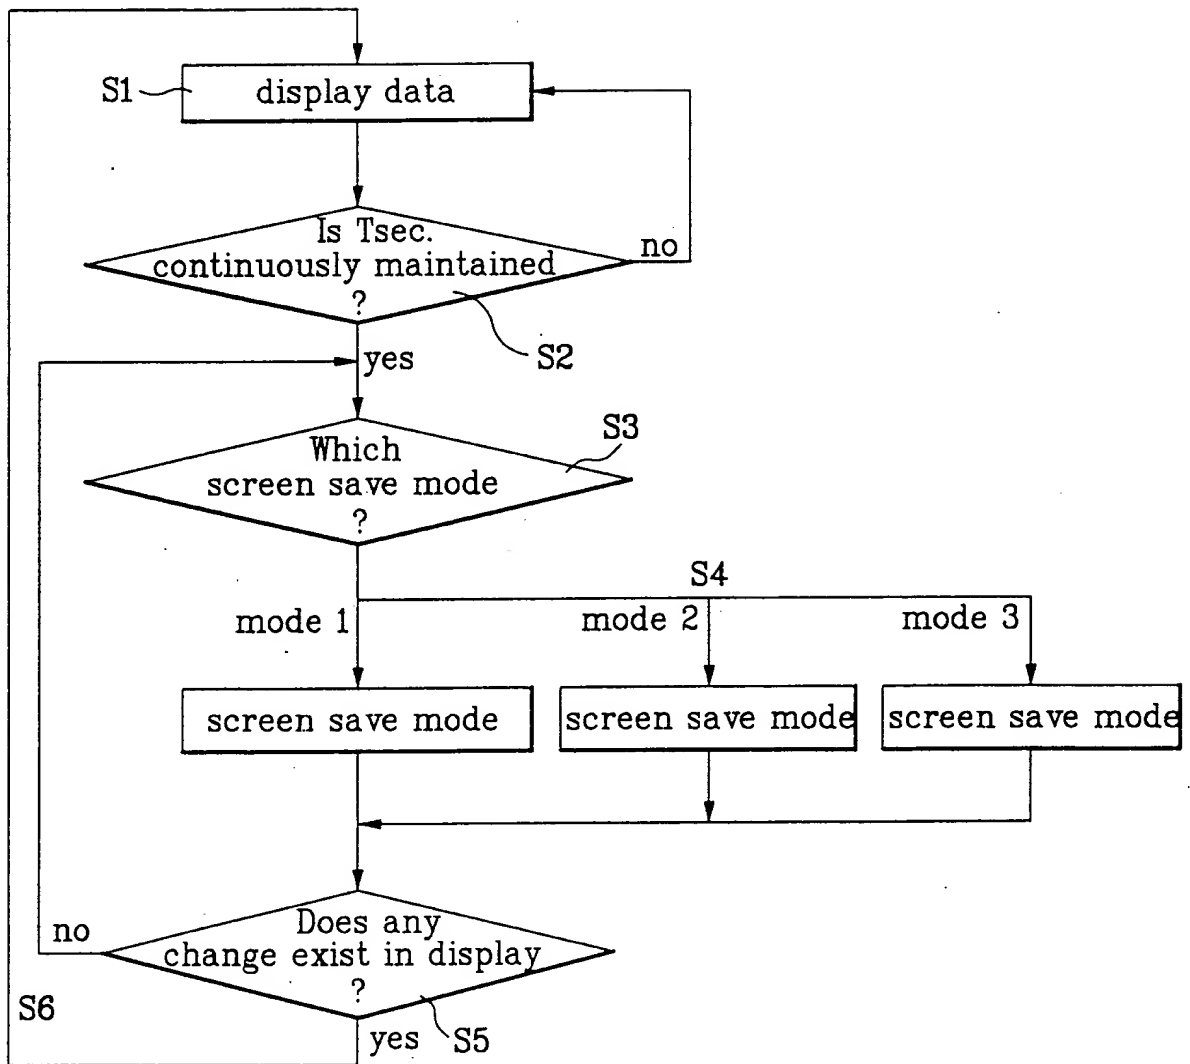 S1
display data
Is Tsec.
continuously maintained
?
no
S2
yes
S3
Which
screen save mode
?
S4
mode 1
mode 2
mode 3
screen save mode
screen save mode
screen save mode
Does any
change exist in display
?
no
S6
yes
S5